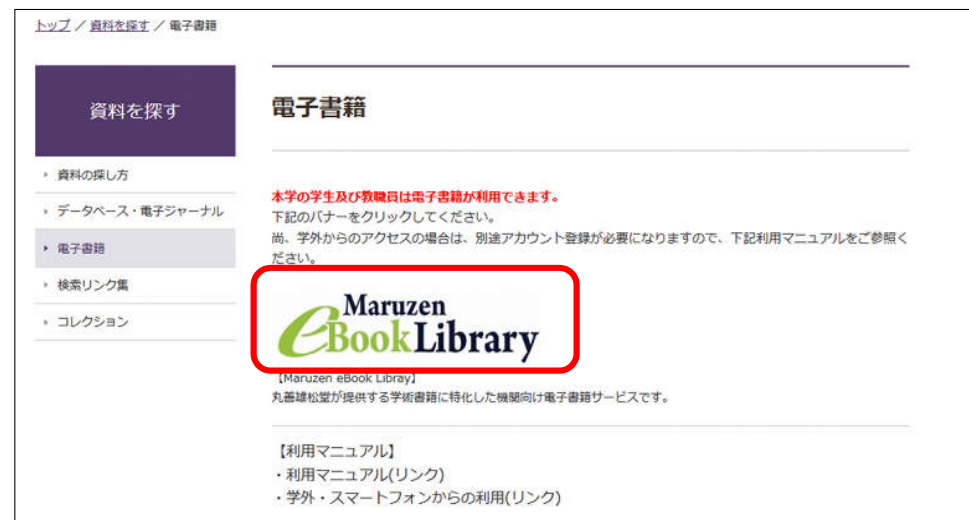 トップ / 資料を探す / 電子書籍
資料を探す
資料の探し方
データベース・電子ジャーナル
電子書籍
検索リンク集
コレクション
電子書籍
本学の学生及び教職員は電子書籍が利用できます。
下記のバナーをクリックしてください。
尚、学外からのアクセスの場合は、別途アカウント登録が必要になりますので、下記利用マニュアルをご参照く
ださい。
Maruzen
eBook Library
【Maruzen eBook Libray】
丸善雄松堂が提供する学術書籍に特化した機関向け電子書籍サービスです。
【利用マニュアル】
・利用マニュアル(リンク)
・学外・スマートフォンからの利用(リンク)